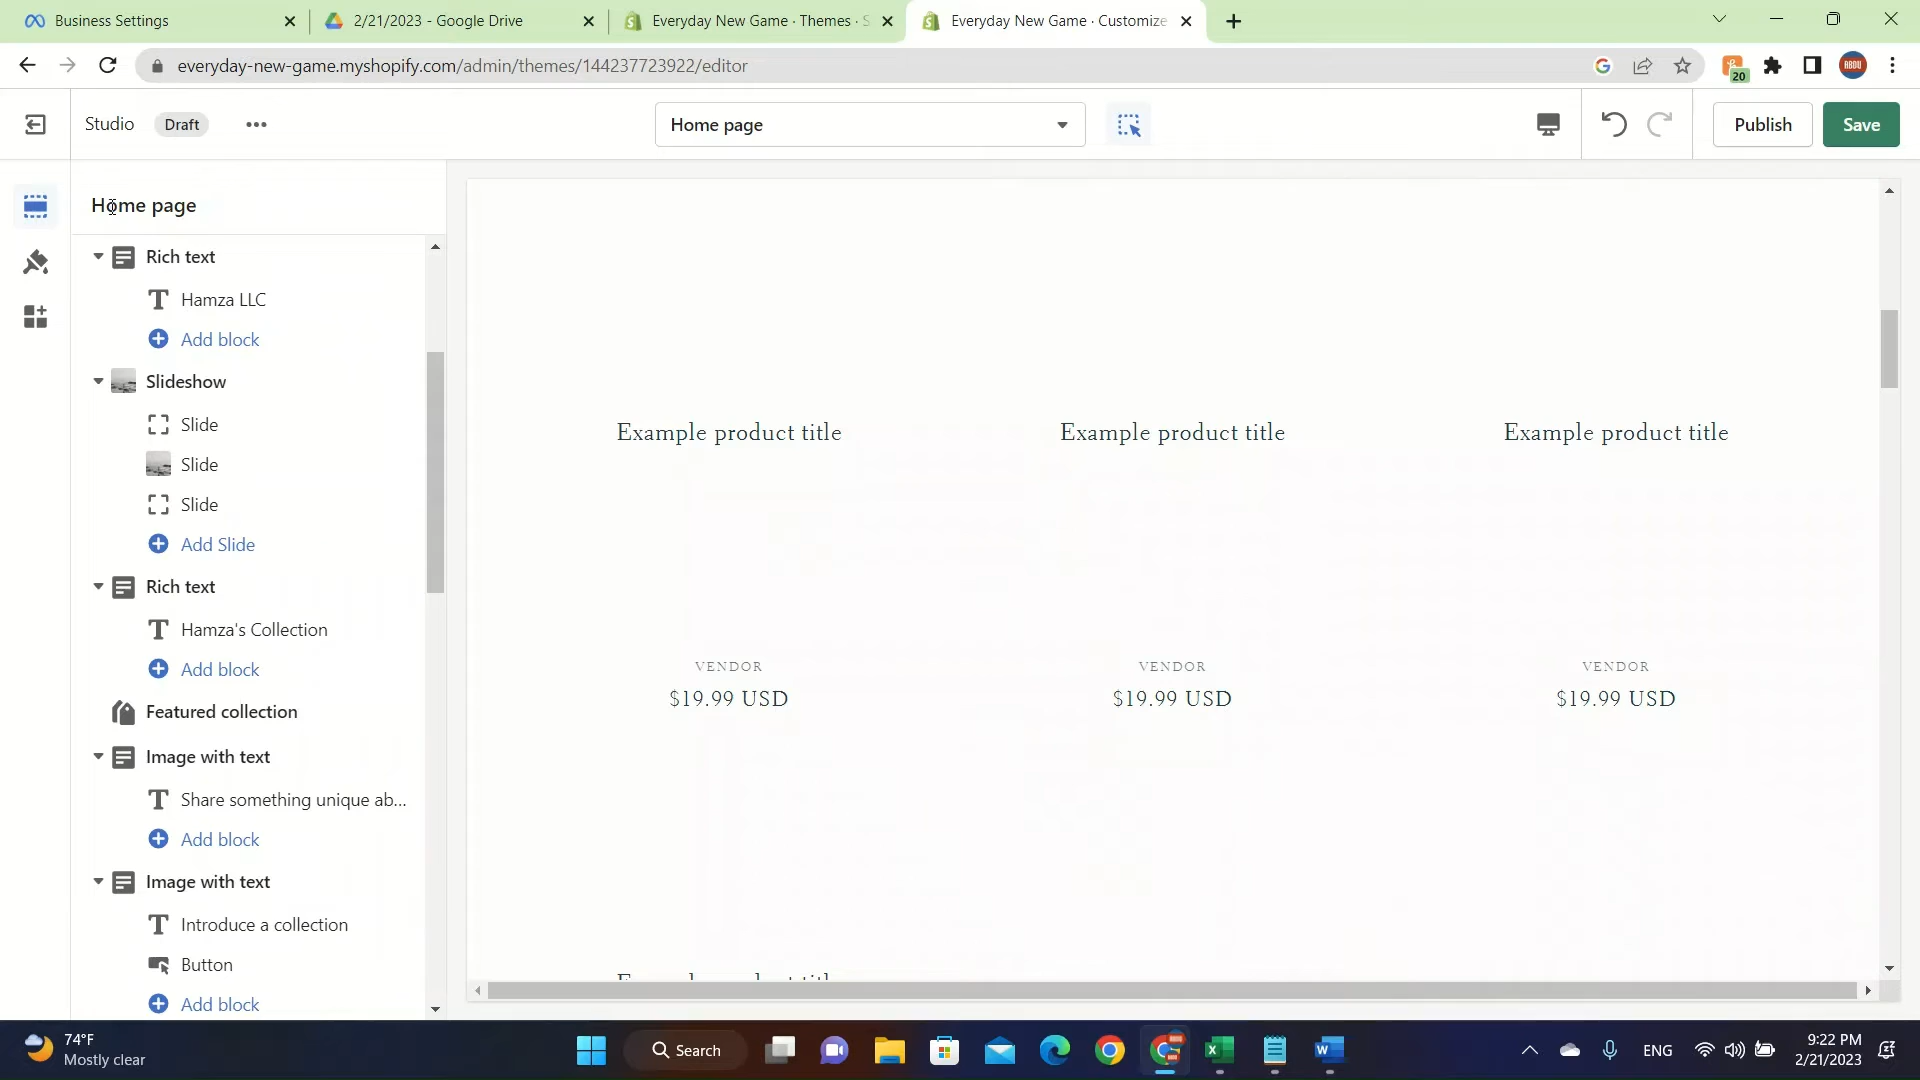 Business Settings
2/21/2023 - Google Drive
Everyday New Game · Themes · S
Everyday New Game · Customize
everyday-new-game.myshopify.com/admin/themes/144237723922/editor
20
ABDU
Studio
Draft
Home page
Publish
Save
Home page
Rich text
Hamza LLC
Add block
Slideshow
Slide
Slide
Slide
Add Slide
Rich text
Hamza's Collection
Add block
Featured collection
Image with text
Share something unique ab...
Add block
Image with text
Introduce a collection
Button
Add block
Example product title
Example product title
Example product title
VENDOR
VENDOR
VENDOR
$19.99 USD
$19.99 USD
$19.99 USD
74°F
Mostly clear
Search
ENG
9:22 PM
2/21/2023